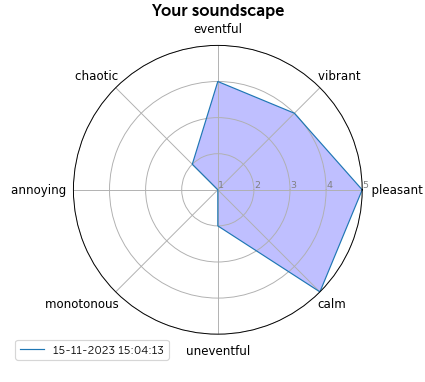 Your soundscape
eventful
chaotic
vibrant
annoying
1 2 3 4 5
pleasant
monotonous
calm
uneventful
15-11-2023 15:04:13